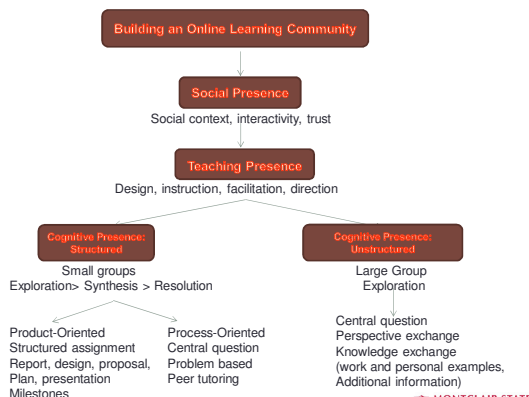 Building an Online Learning Community
Social Presence
Social context, interactivity, trust
Teaching Presence
Design, instruction, facilitation, direction
Cognitive Presence:
Structured
Small groups
Exploration> Synthesis > Resolution
Product-Oriented
Structured assignment
Report, design, proposal,
Plan, presentation
Milestones
Process-Oriented
Central question
Problem based
Peer tutoring
Cognitive Presence:
Unstructured
Large Group
Exploration
Central question
Perspective exchange
Knowledge exchange
(work and personal examples,
Additional information)